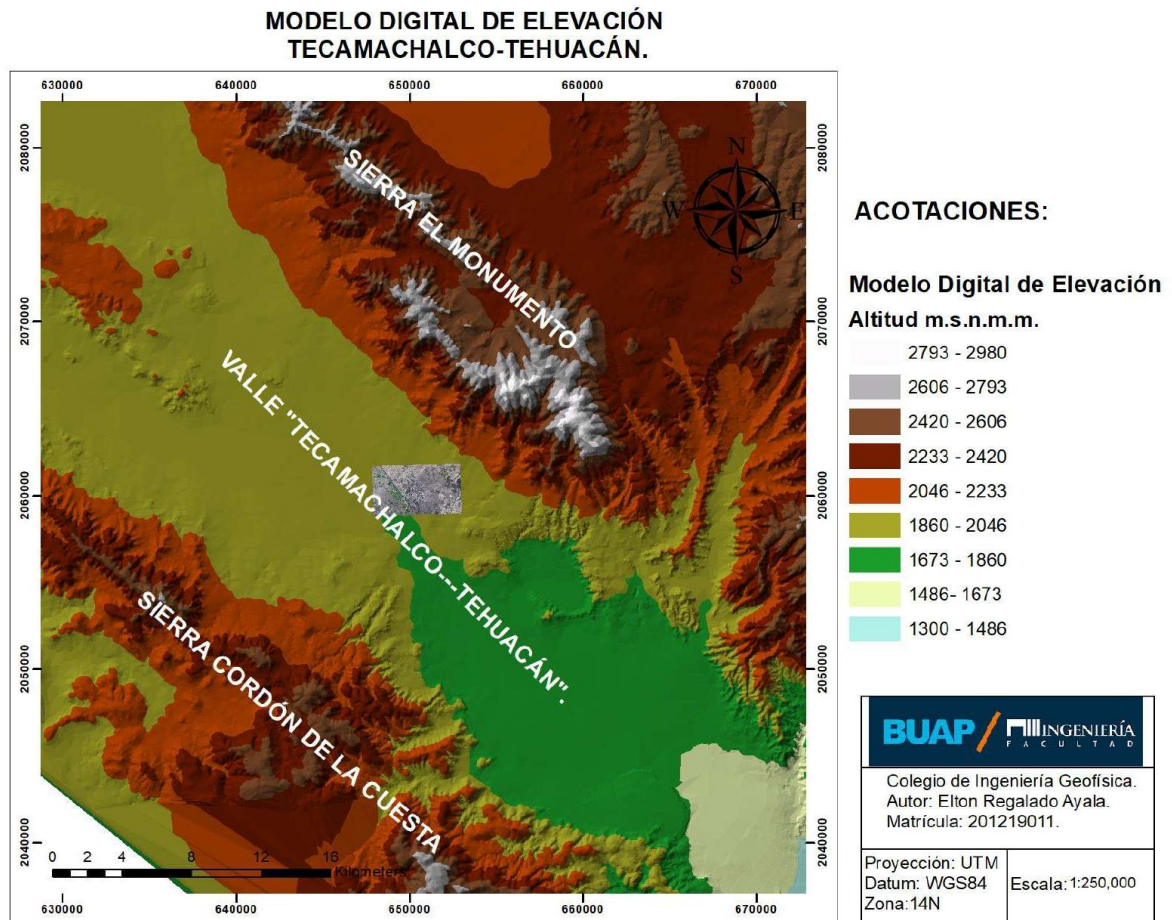 MODELO DIGITAL DE ELEVACIÓN
TECAMACHALCO-TEHUACÁN.
630000 640000 650000 660000 670000
2080000 2080000
2070000 2070000
2060000 2060000
2050000 2050000
2040000 2040000
N
W E
S
SIERRA EL MONUMENTO
VALLE "TECAMACHALCO---TEHUACÁN".
SIERRA CORDÓN DE LA CUESTA
0 2 4 8 12 16
Kilometers
630000 640000 650000 660000 670000
ACOTACIONES:
Modelo Digital de Elevación
Altitud m.s.n.m.m.
2793 - 2980
2606 - 2793
2420 - 2606
2233 - 2420
2046 - 2233
1860 - 2046
1673 - 1860
1486- 1673
1300 - 1486
BUAP INGENIERÍA
FACULTAD
Colegio de Ingeniería Geofísica.
Autor: Elton Regalado Ayala.
Matrícula: 201219011.
Proyección: UTM
Datum: WGS84
Zona:14N
Escala: 1:250,000